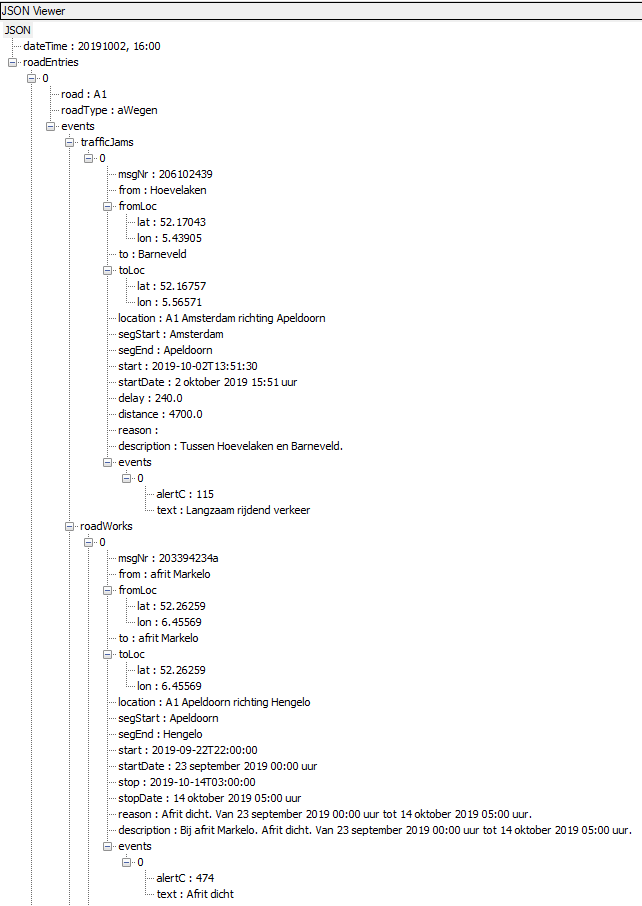 JSON Viewer
JSON
dateTime : 20191002, 16:00
roadEntries
0
road : A1
roadType : aWegen
events
trafficJams
0
msgNr : 206102439
from : Hoevelaken
fromLoc
lat : 52.17043
lon : 5.43905
to : Barneveld
toLoc
lat : 52.16757
lon : 5.56571
location : A1 Amsterdam richting Apeldoorn
segStart : Amsterdam
segEnd : Apeldoorn
start : 2019-10-02T13:51:30
startDate : 2 oktober 2019 15:51 uur
delay : 240.0
distance : 4700.0
reason :
description : Tussen Hoevelaken en Barneveld.
events
0
alertC : 115
text : Langzaam rijdend verkeer
roadWorks
0
msgNr : 203394234a
from : afrit Markelo
fromLoc
lat : 52.26259
lon : 6.45569
to : afrit Markelo
toLoc
lat : 52.26259
lon : 6.45569
location : A1 Apeldoorn richting Hengelo
segStart : Apeldoorn
segEnd : Hengelo
start : 2019-09-22T22:00:00
startDate : 23 september 2019 00:00 uur
stop : 2019-10-14T03:00:00
stopDate : 14 oktober 2019 05:00 uur
reason : Afrit dicht. Van 23 september 2019 00:00 uur tot 14 oktober 2019 05:00 uur.
description : Bij afrit Markelo. Afrit dicht. Van 23 september 2019 00:00 uur tot 14 oktober 2019 05:00 uur.
events
0
alertC : 474
text : Afrit dicht